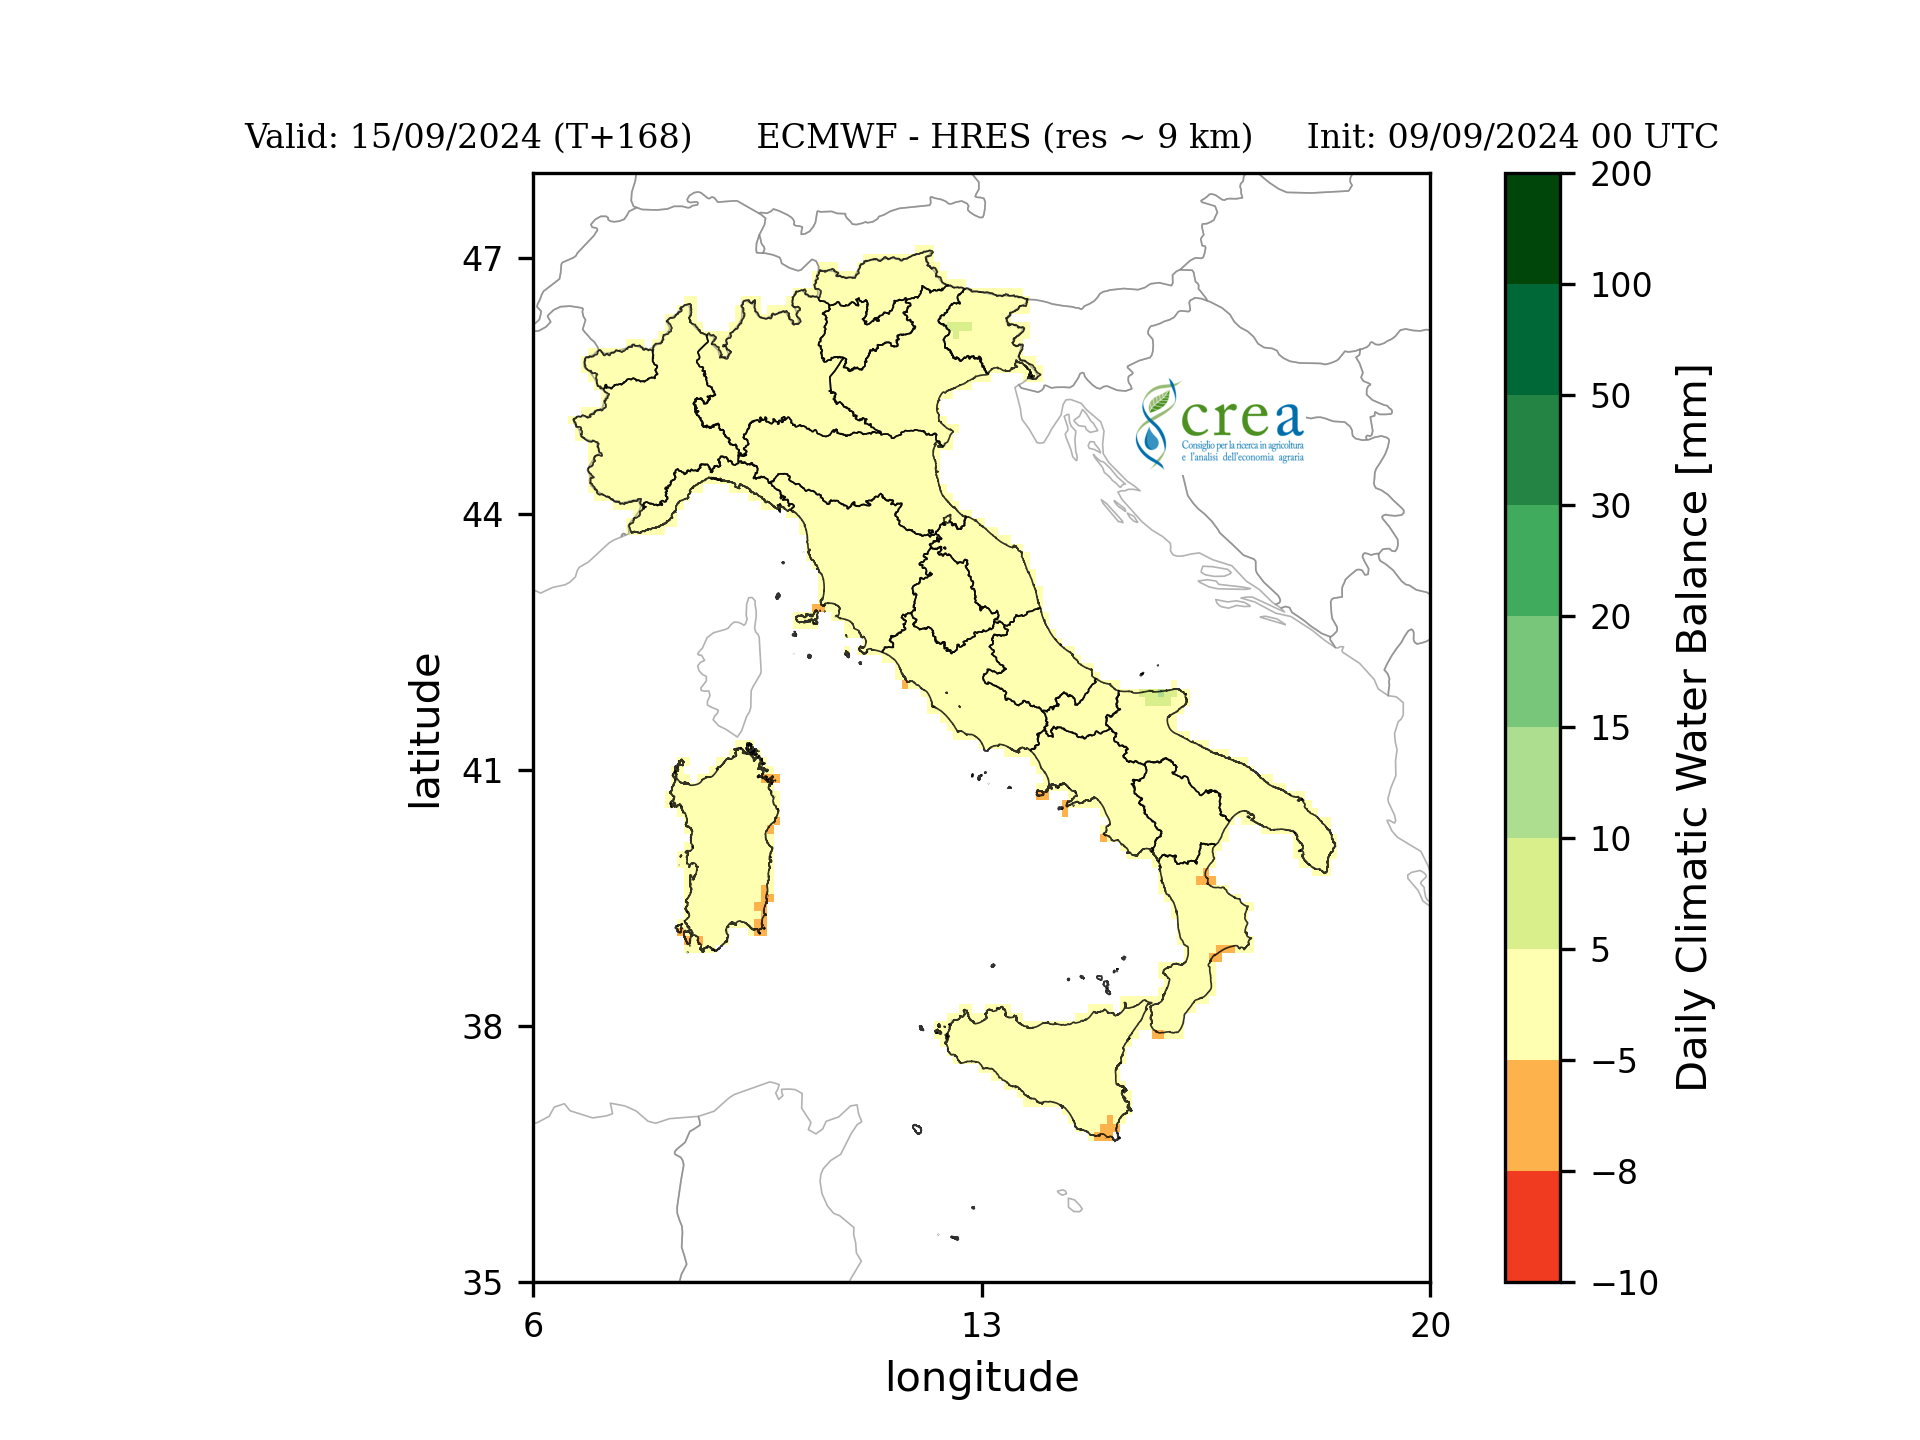 Valid: 15/09/2024 (T+168) ECMWF - HRES (res ~ 9 km) Init: 09/09/2024 00 UTC
200
100
50
30
20
15
10
5
−5
−8
−10
Daily Climatic Water Balance [mm]
47
44
41
38
35
latitude
6 13 20
longitude
crea
Consiglio per la ricerca in agricoltura
e l'analisi dell'economia agraria